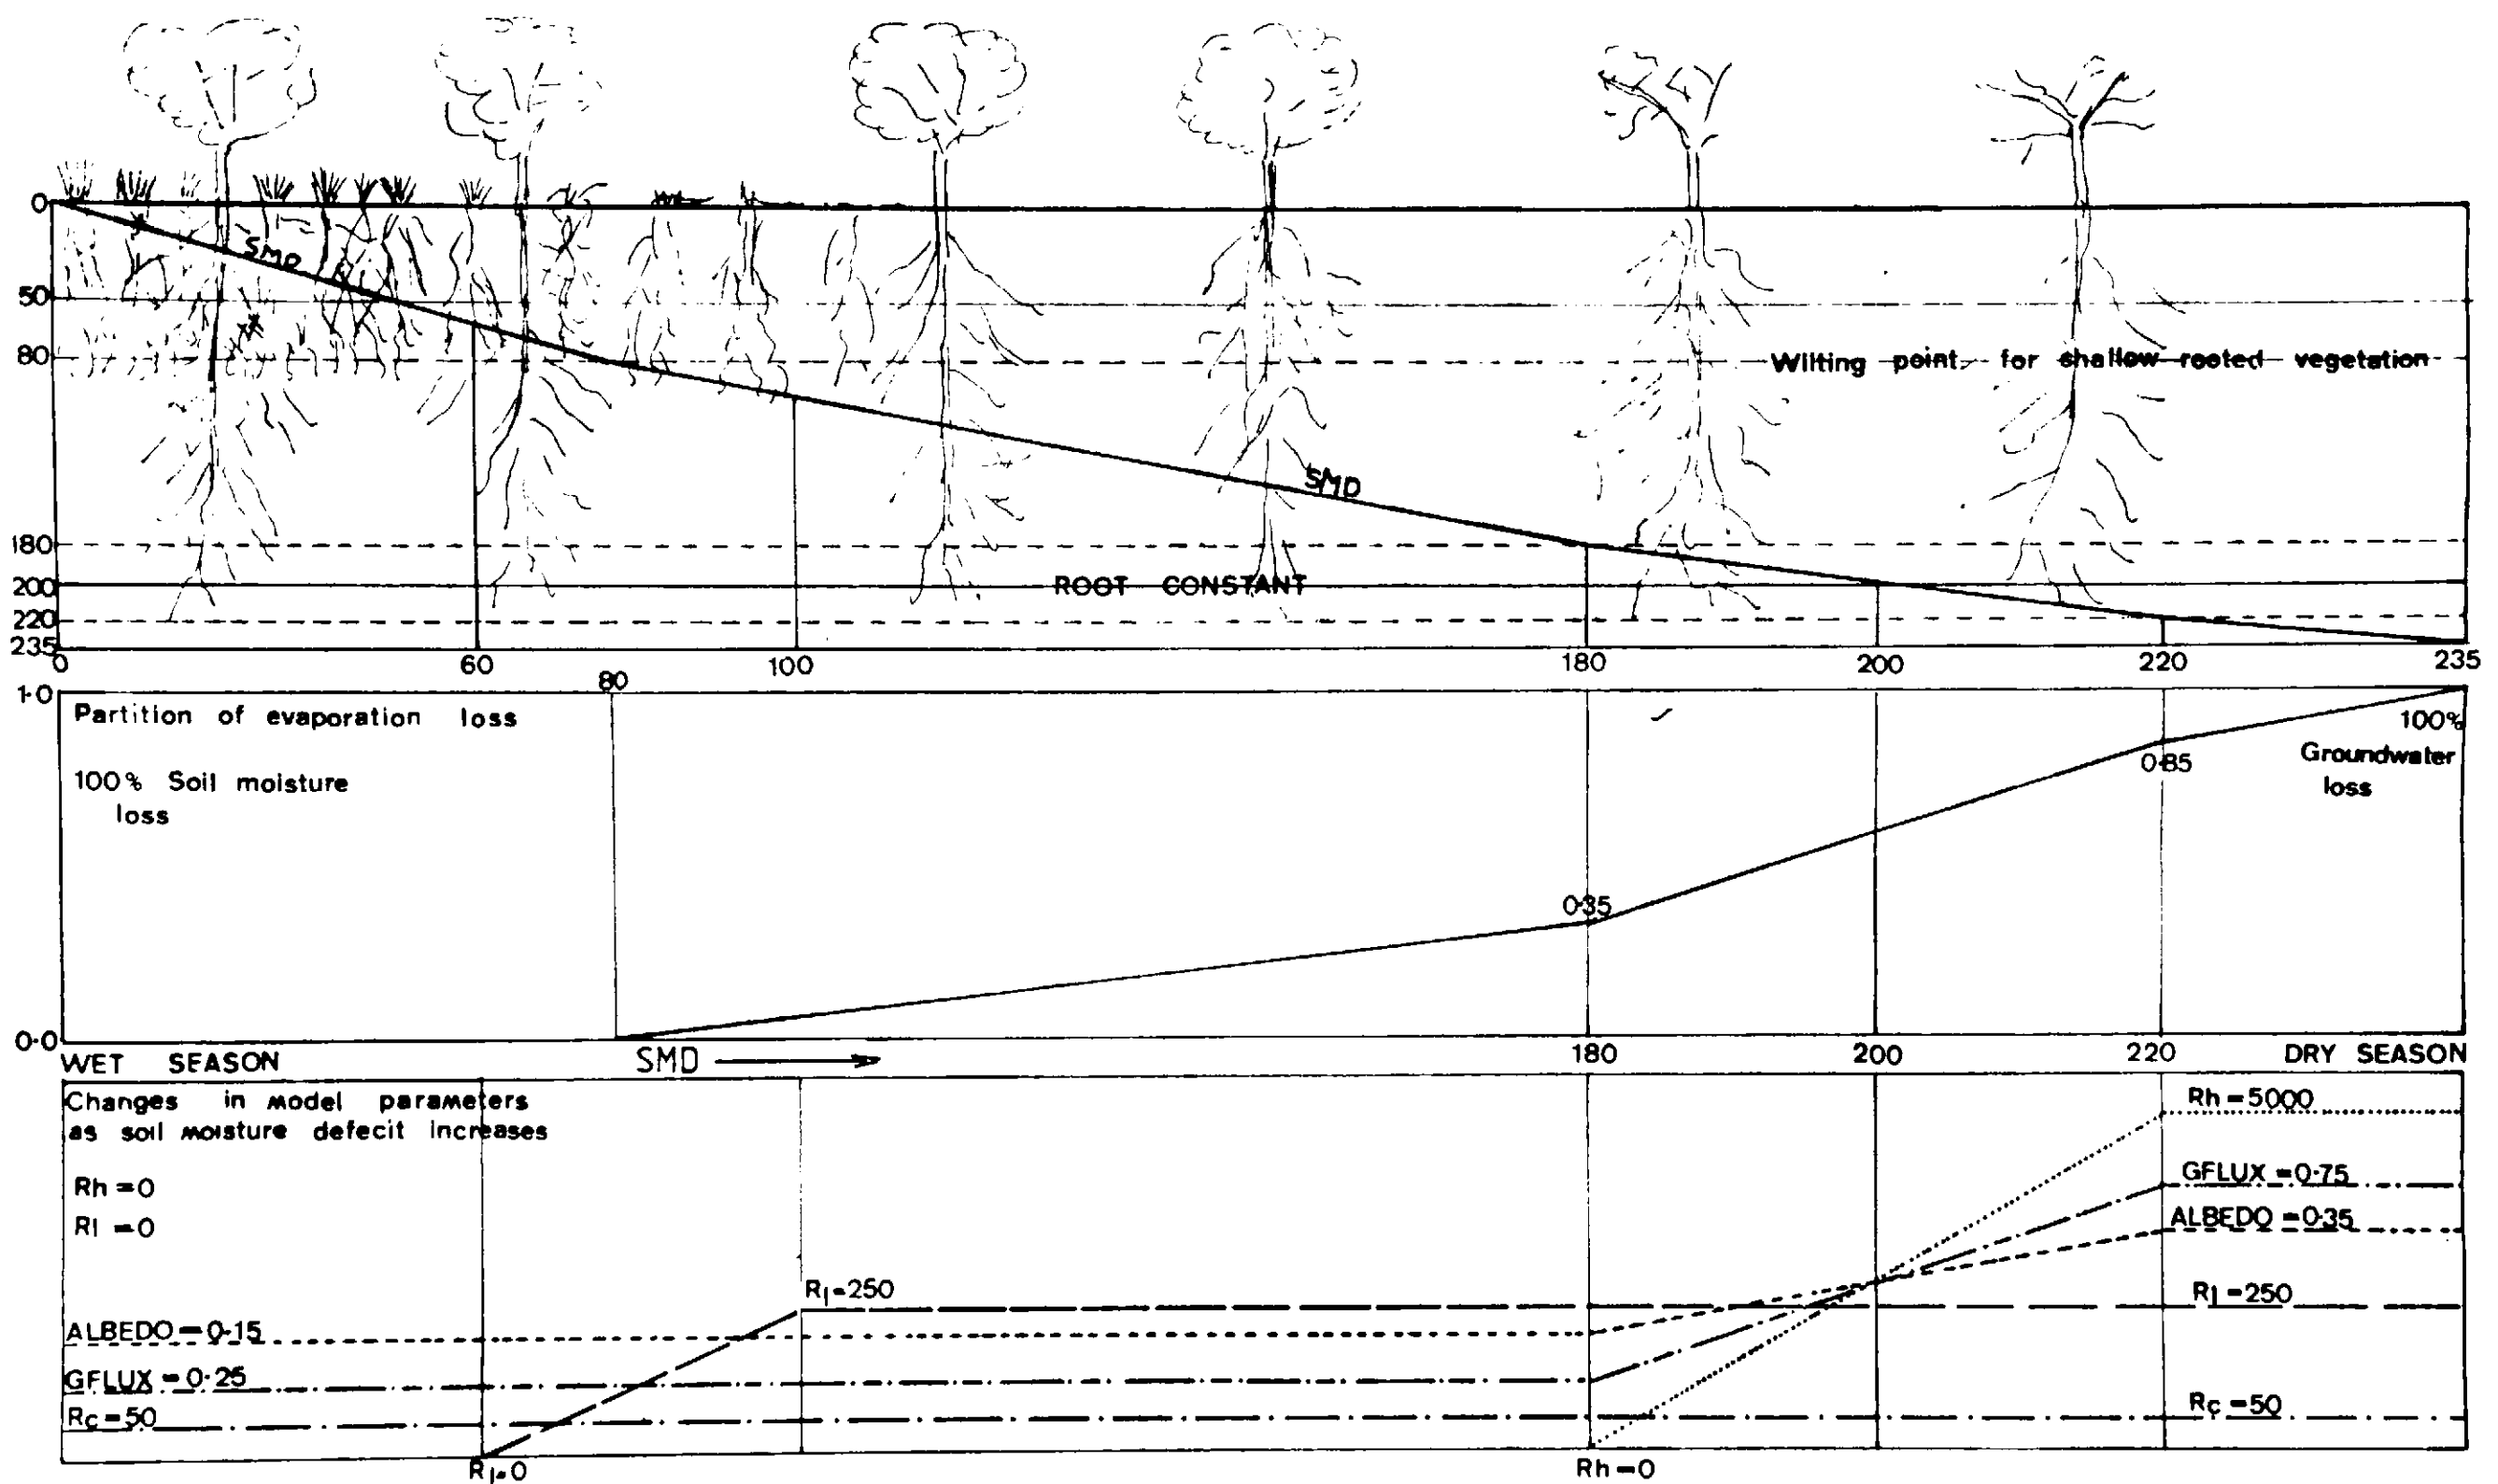 0
SMD
50
80
Wilting point for shallow rooted vegetation
SMD
180
200
ROOT CONSTANT
220
235
0
60
100
180
200
220
235
80
1·0
Partition of evaporation loss
100%
0·85
Groundwater
100% Soil moisture
loss
loss
0·35
0·0
WET SEASON
SMD
180
200
220
DRY SEASON
Changes in model parameters
as soil moisture defecit increases
Rh = 5000
Rh = 0
GFLUX = 0·75
Rl = 0
ALBEDO = 0·35
Rl = 250
Rl = 250
ALBEDO = 0·15
GFLUX = 0·25
Rc = 50
Rc = 50
Rl = 0
Rh = 0